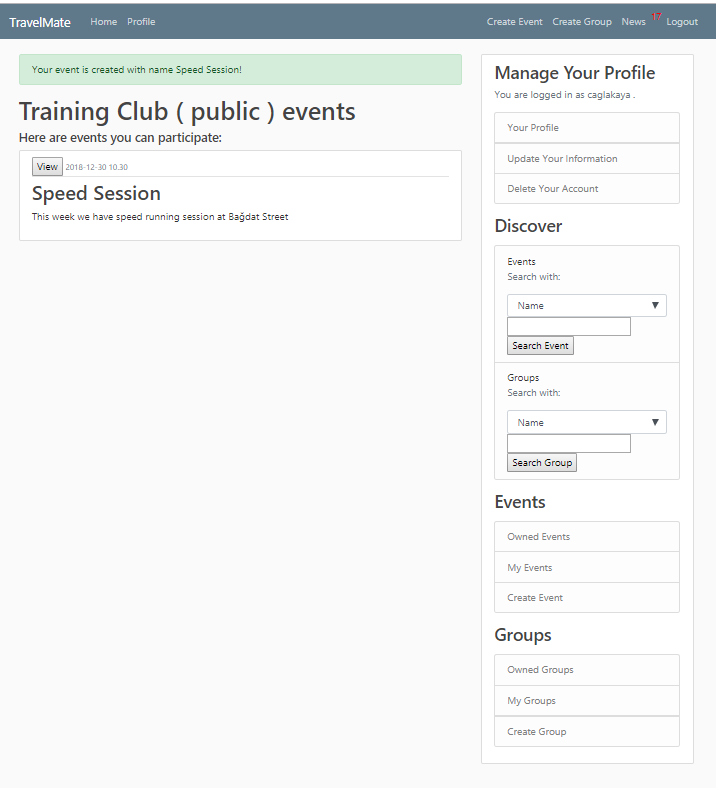 TravelMate Home Profile Create Event Create Group News 17 Logout
Your event is created with name Speed Session!
Training Club ( public ) events
Here are events you can participate:
View 2018-12-30 10.30
Speed Session
This week we have speed running session at Bağdat Street
Manage Your Profile
You are logged in as caglakaya .
Your Profile
Update Your Information
Delete Your Account
Discover
Events
Search with:
Name
Search Event
Groups
Search with:
Name
Search Group
Events
Owned Events
My Events
Create Event
Groups
Owned Groups
My Groups
Create Group